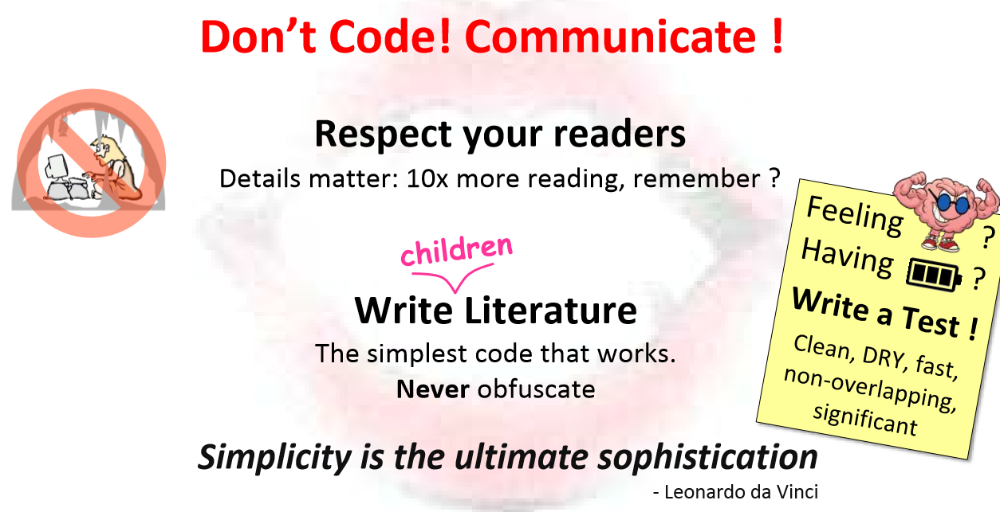 Don’t Code! Communicate !
Respect your readers
Details matter: 10x more reading, remember ?
children
Write Literature
The simplest code that works.
Never obfuscate
Simplicity is the ultimate sophistication
- Leonardo da Vinci
Feeling ?
Having ?
Write a Test !
Clean, DRY, fast,
non-overlapping,
significant